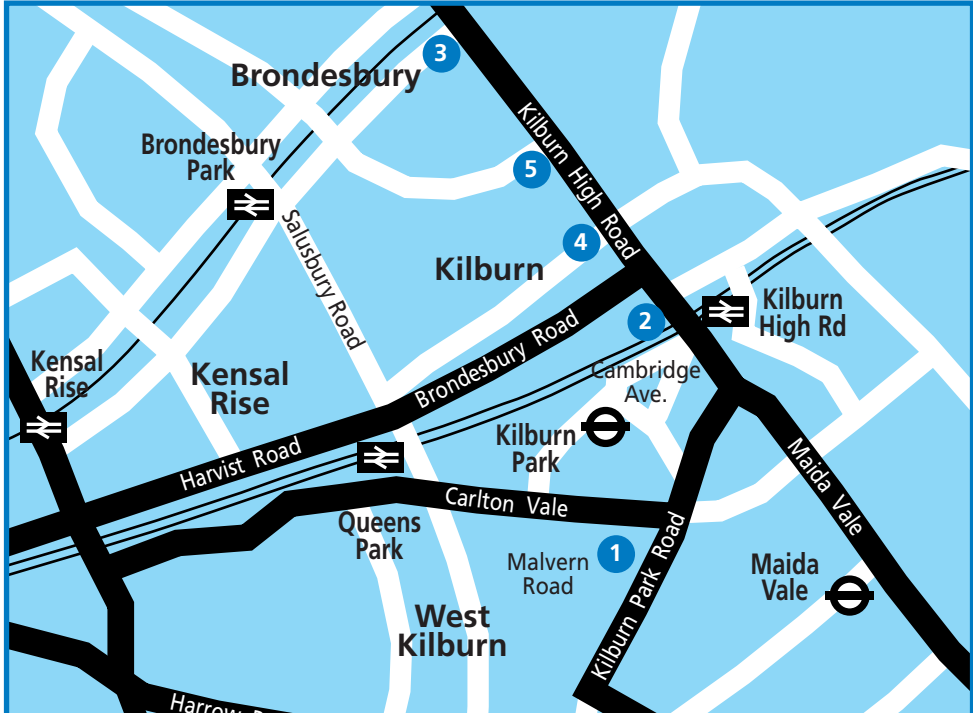 3
Brondesbury
Kilburn High Road
Brondesbury
Park
5
Salusbury Road
4
Kilburn
2
Kilburn
High Rd
Brondesbury Road
Kensal
Rise
Kensal
Rise
Cambridge
Ave.
Kilburn
Park
Harvist Road
Maida Vale
Carlton Vale
Queens
Park
1
Malvern
Road
Kilburn Park Road
Maida
Vale
West
Kilburn
Harrow